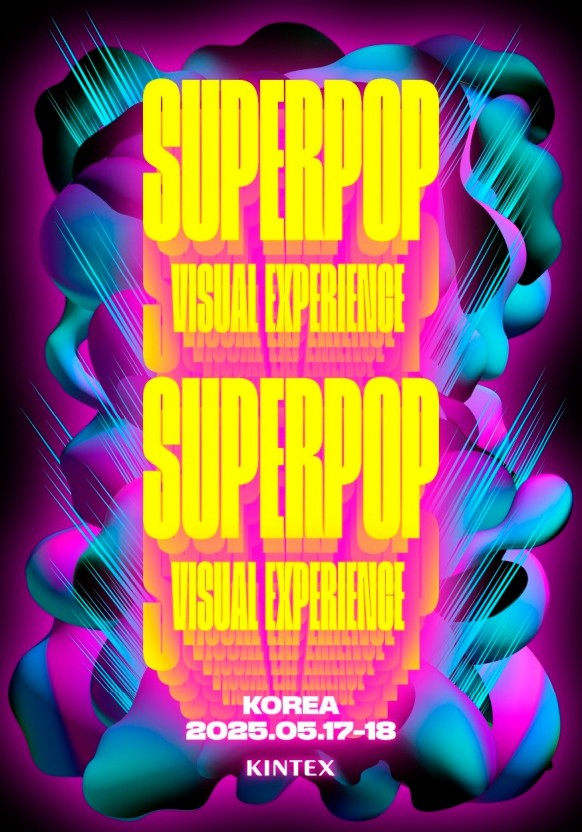 SUPERPOP
VISUAL EXPERIENCE
SUPERPOP
VISUAL EXPERIENCE
KOREA
2025.05.17-18
KINTEX